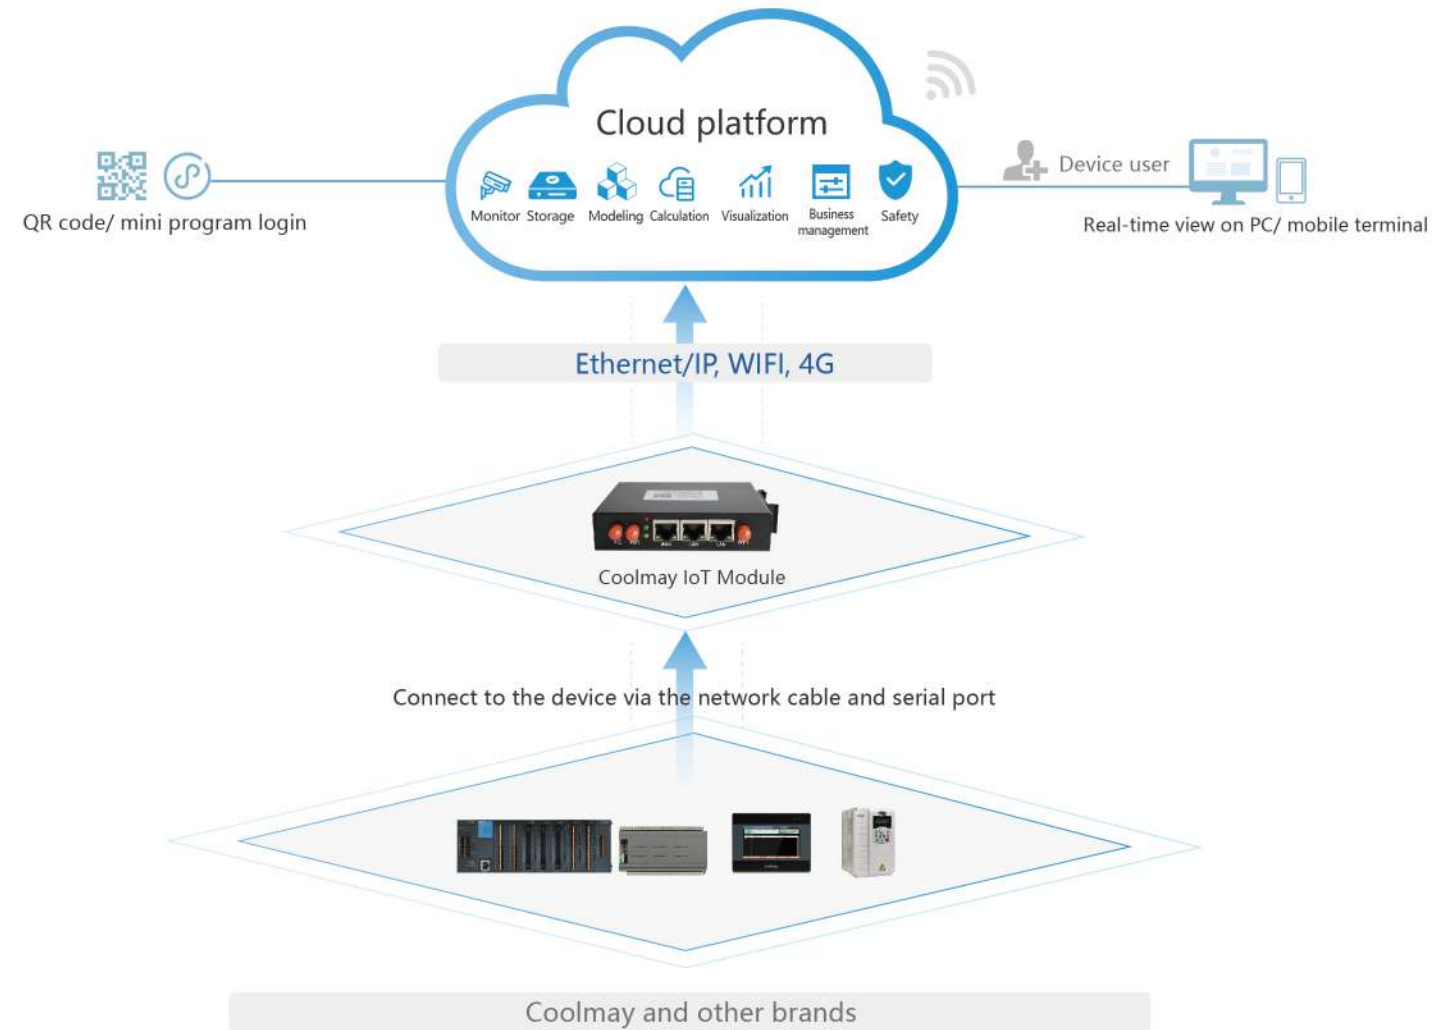 Cloud platform
Monitor Storage Modeling Calculation Visualization Business management Safety
QR code/ mini program login
Device user
Real-time view on PC/ mobile terminal
Ethernet/IP, WIFI, 4G
Coolmay IoT Module
Connect to the device via the network cable and serial port
Coolmay and other brands